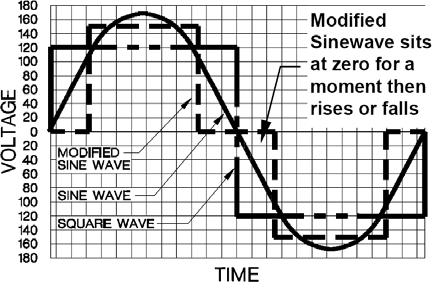 180
160
140
120
100
80
60
40
20
0
20
40
60
80
100
120
140
160
180
VOLTAGE
Modified
Sinewave sits
at zero for a
moment then
rises or falls
MODIFIED
SINE WAVE
SINE WAVE
SQUARE WAVE
TIME